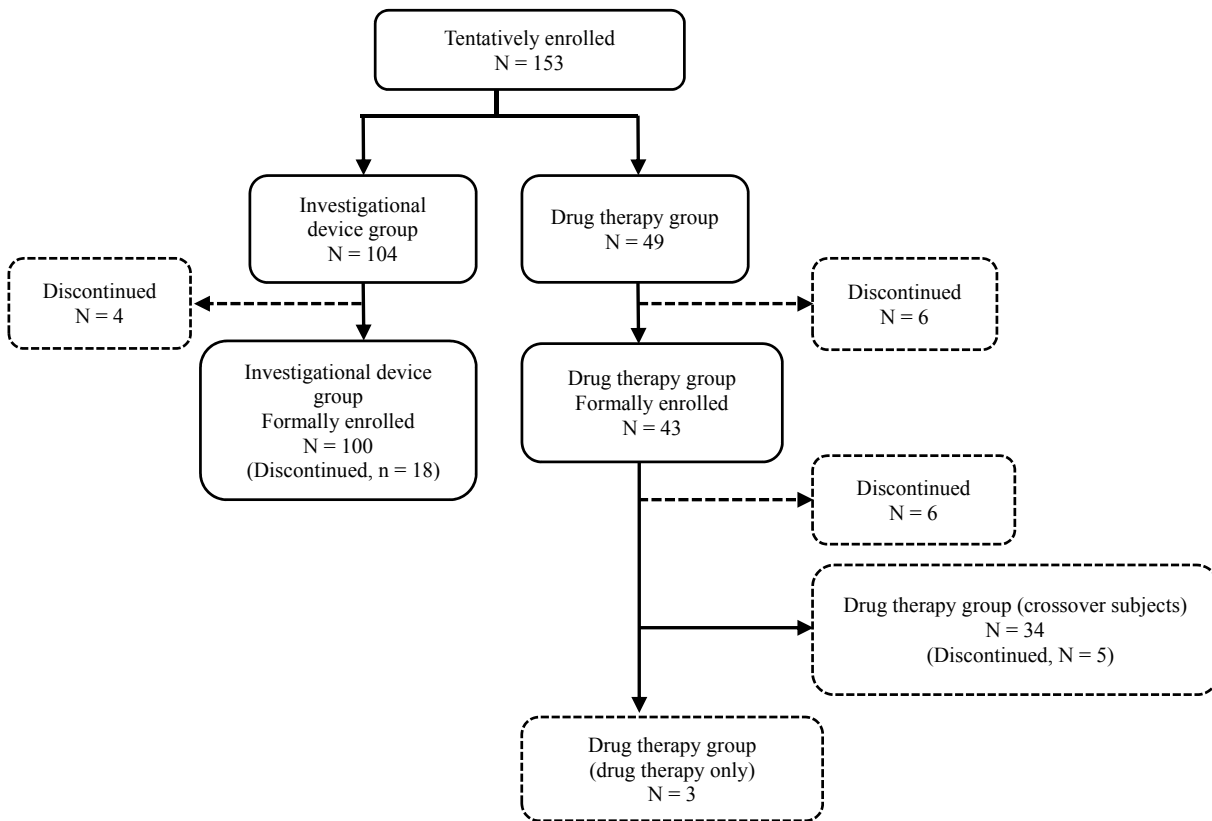 Tentatively enrolled
N = 153
Investigational
device group
N = 104
Drug therapy group
N = 49
Discontinued
N = 4
Discontinued
N = 6
Investigational device
group
Formally enrolled
N = 100
(Discontinued, n = 18)
Drug therapy group
Formally enrolled
N = 43
Discontinued
N = 6
Drug therapy group (crossover subjects)
N = 34
(Discontinued, N = 5)
Drug therapy group
(drug therapy only)
N = 3